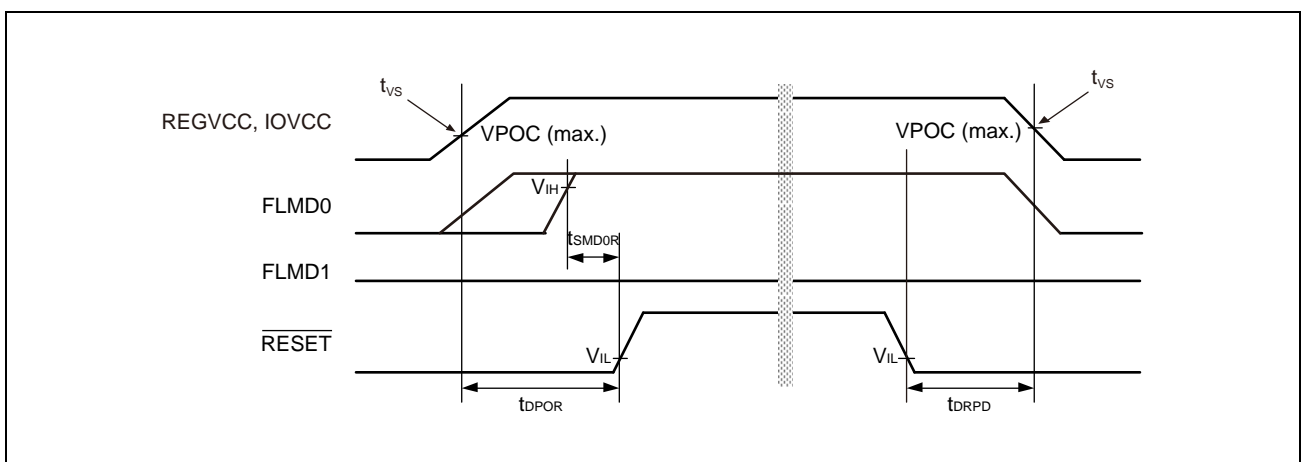 tVS
tVS
REGVCC, IOVCC
VPOC (max.)
VPOC (max.)
VIH
FLMD0
tSMD0R
FLMD1
RESET
VIL
VIL
tDPOR
tDRPD